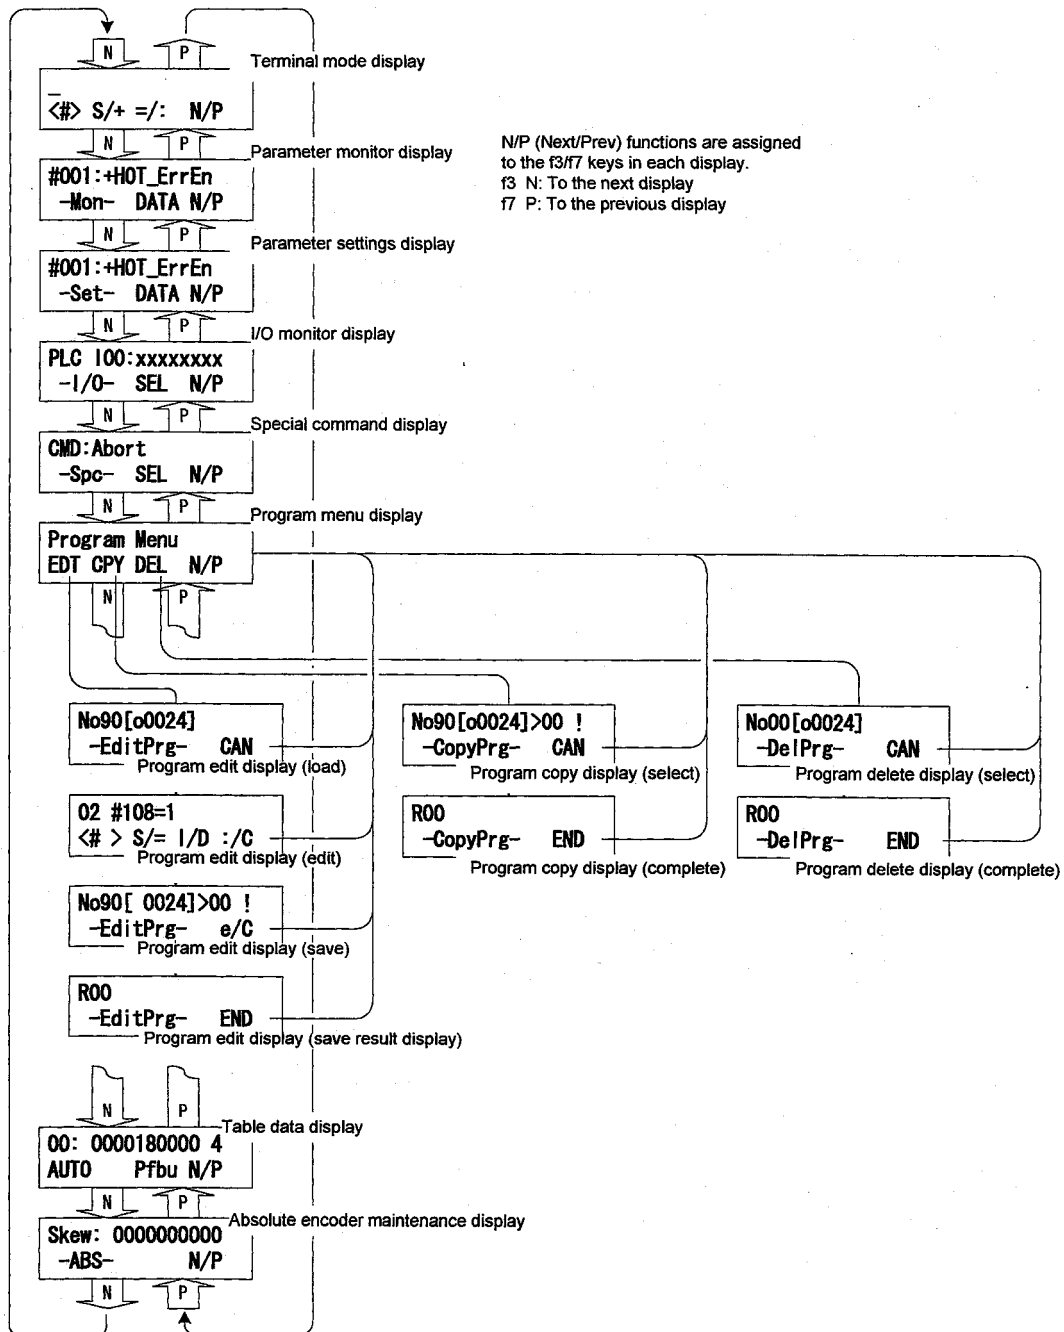 N P
Terminal mode display
_
<#> S/+ =/: N/P
N P
Parameter monitor display
N/P (Next/Prev) functions are assigned
to the f3/f7 keys in each display.
f3 N: To the next display
f7 P: To the previous display
#001:+HOT_ErrEn
-Mon- DATA N/P
N P
Parameter settings display
#001:+HOT_ErrEn
-Set- DATA N/P
N P
I/O monitor display
PLC I00:xxxxxxxx
-I/O- SEL N/P
N P
Special command display
CMD:Abort
-Spc- SEL N/P
N P
Program menu display
Program Menu
EDT CPY DEL N/P
N P
No90[o0024]
-EditPrg- CAN
Program edit display (load)
No90[o0024]>00 !
-CopyPrg- CAN
Program copy display (select)
No00[o0024]
-DelPrg- CAN
Program delete display (select)
02 #108=1
<# > S/= I/D :/C
Program edit display (edit)
R00
-CopyPrg- END
Program copy display (complete)
R00
-DelPrg- END
Program delete display (complete)
No90[ 0024]>00 !
-EditPrg- e/C
Program edit display (save)
R00
-EditPrg- END
Program edit display (save result display)
N P
Table data display
00: 0000180000 4
AUTO Pfbu N/P
N P
Absolute encoder maintenance display
Skew: 0000000000
-ABS- N/P
N P